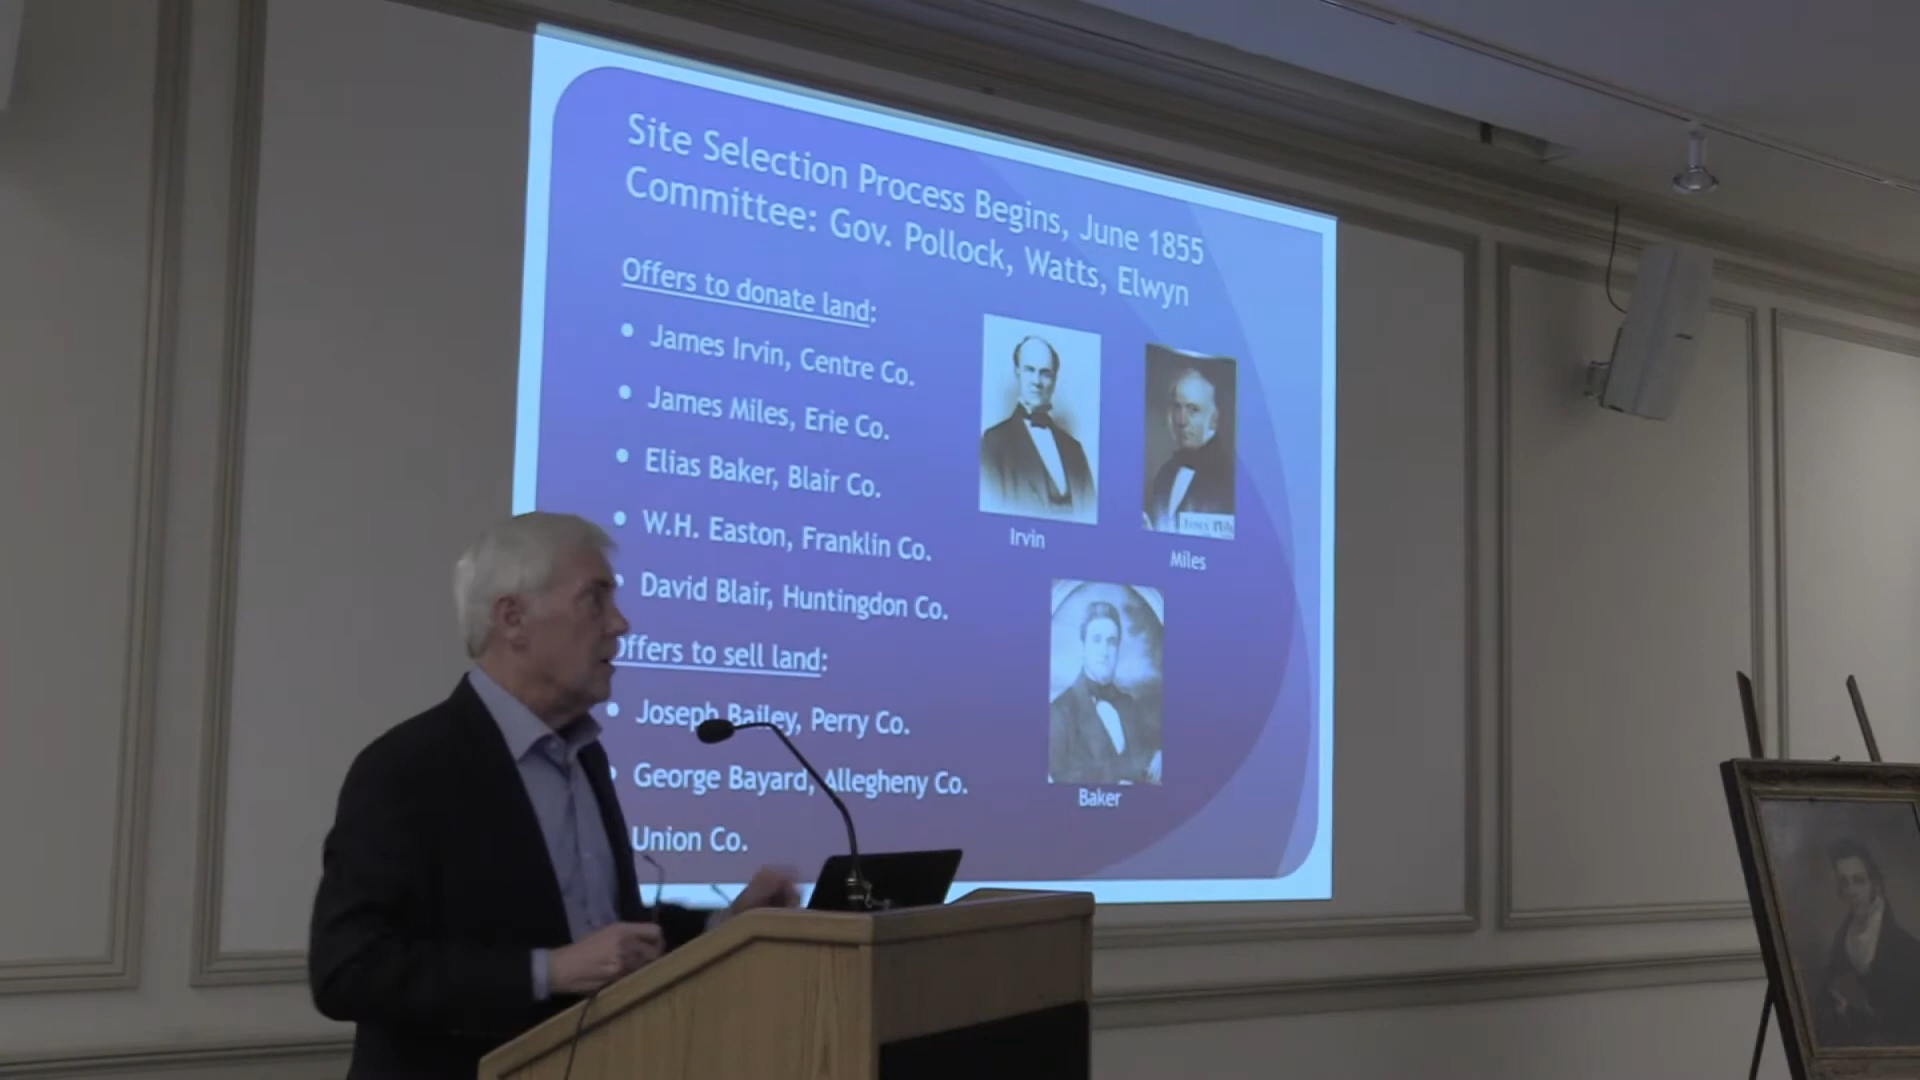 Site Selection Process Begins, June 1855
Committee: Gov. Pollock, Watts, Elwyn
Offers to donate land:
• James Irvin, Centre Co.
• James Miles, Erie Co.
• Elias Baker, Blair Co.
• W.H. Easton, Franklin Co.
• David Blair, Huntingdon Co.
Offers to sell land:
• Joseph Bailey, Perry Co.
• George Bayard, Allegheny Co.
Union Co.
Irvin
Miles
Baker